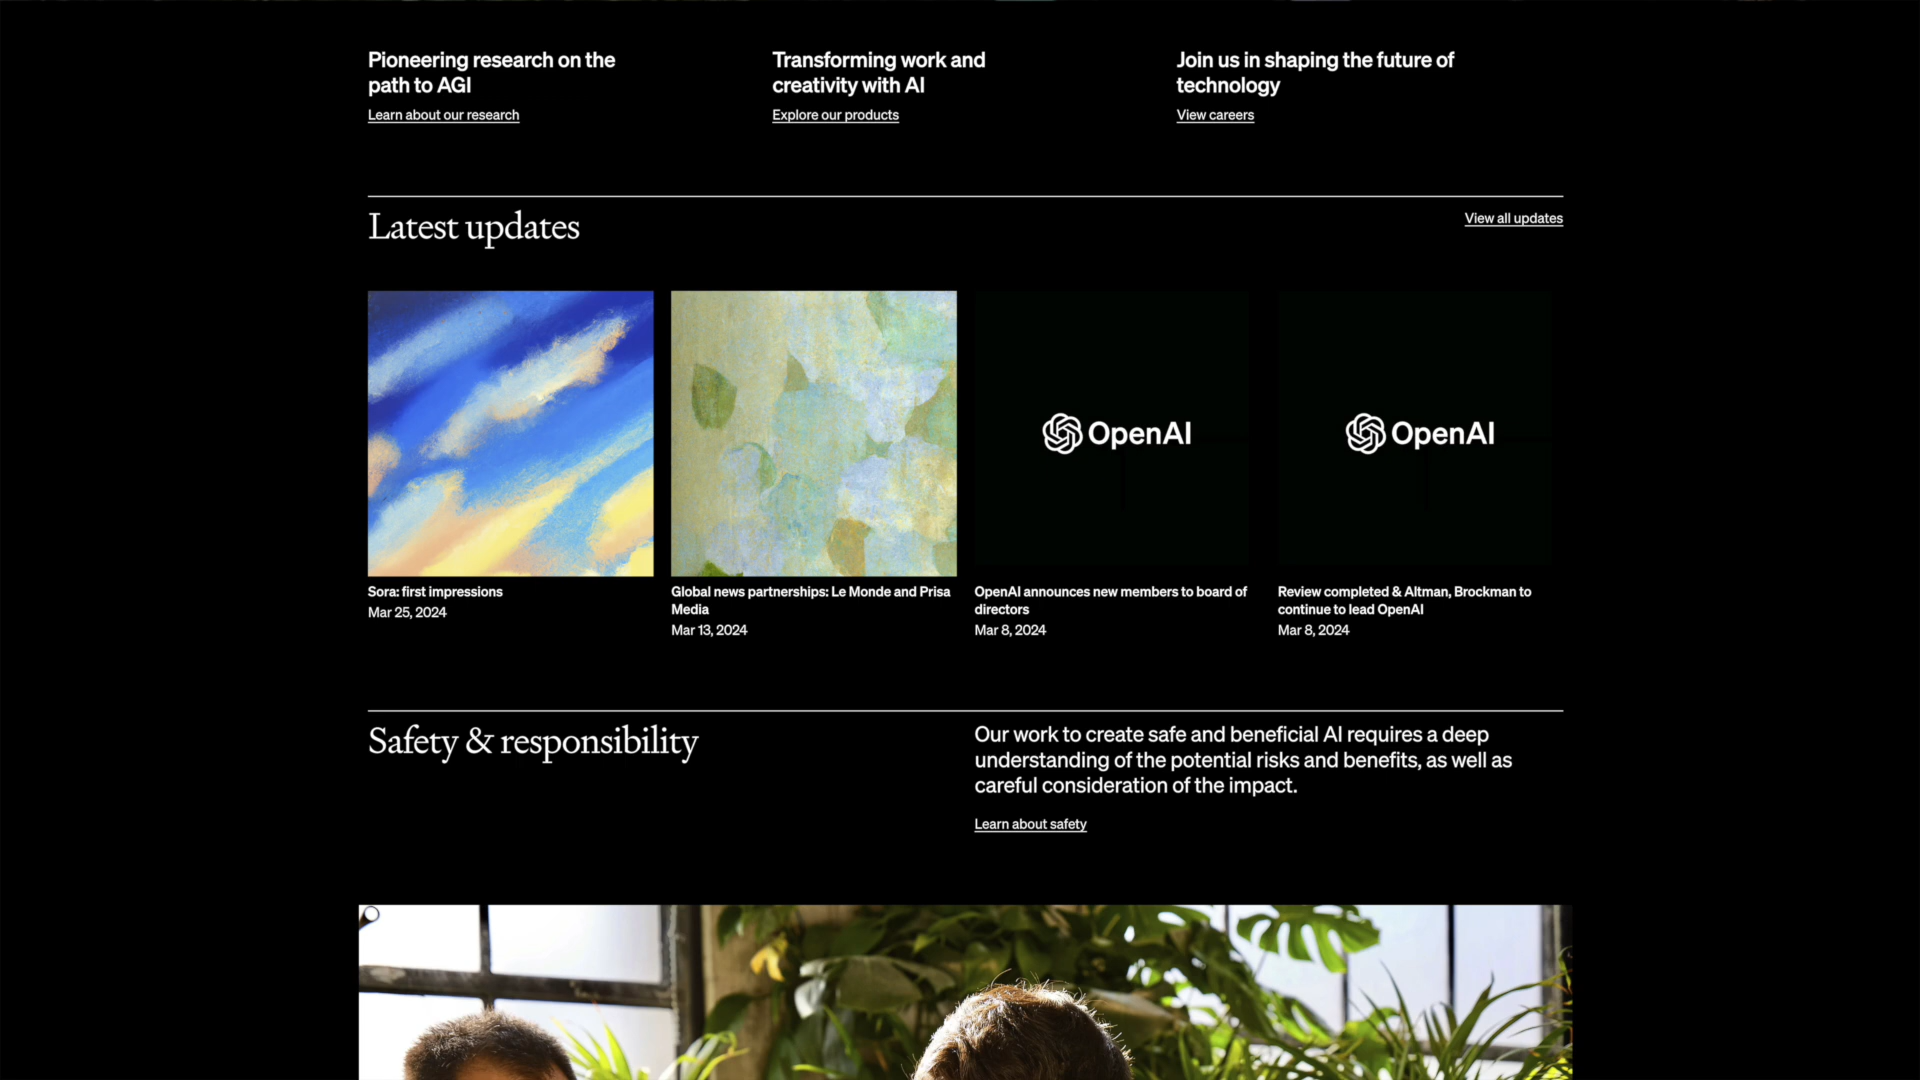 Pioneering research on the
path to AGI
Learn about our research
Transforming work and
creativity with AI
Explore our products
Join us in shaping the future of
technology
View careers
Latest updates
View all updates
OpenAI
OpenAI
Sora: first impressions
Mar 25, 2024
Global news partnerships: Le Monde and Prisa
Media
Mar 13, 2024
OpenAI announces new members to board of
directors
Mar 8, 2024
Review completed & Altman, Brockman to
continue to lead OpenAI
Mar 8, 2024
Safety & responsibility
Our work to create safe and beneficial AI requires a deep
understanding of the potential risks and benefits, as well as
careful consideration of the impact.
Learn about safety